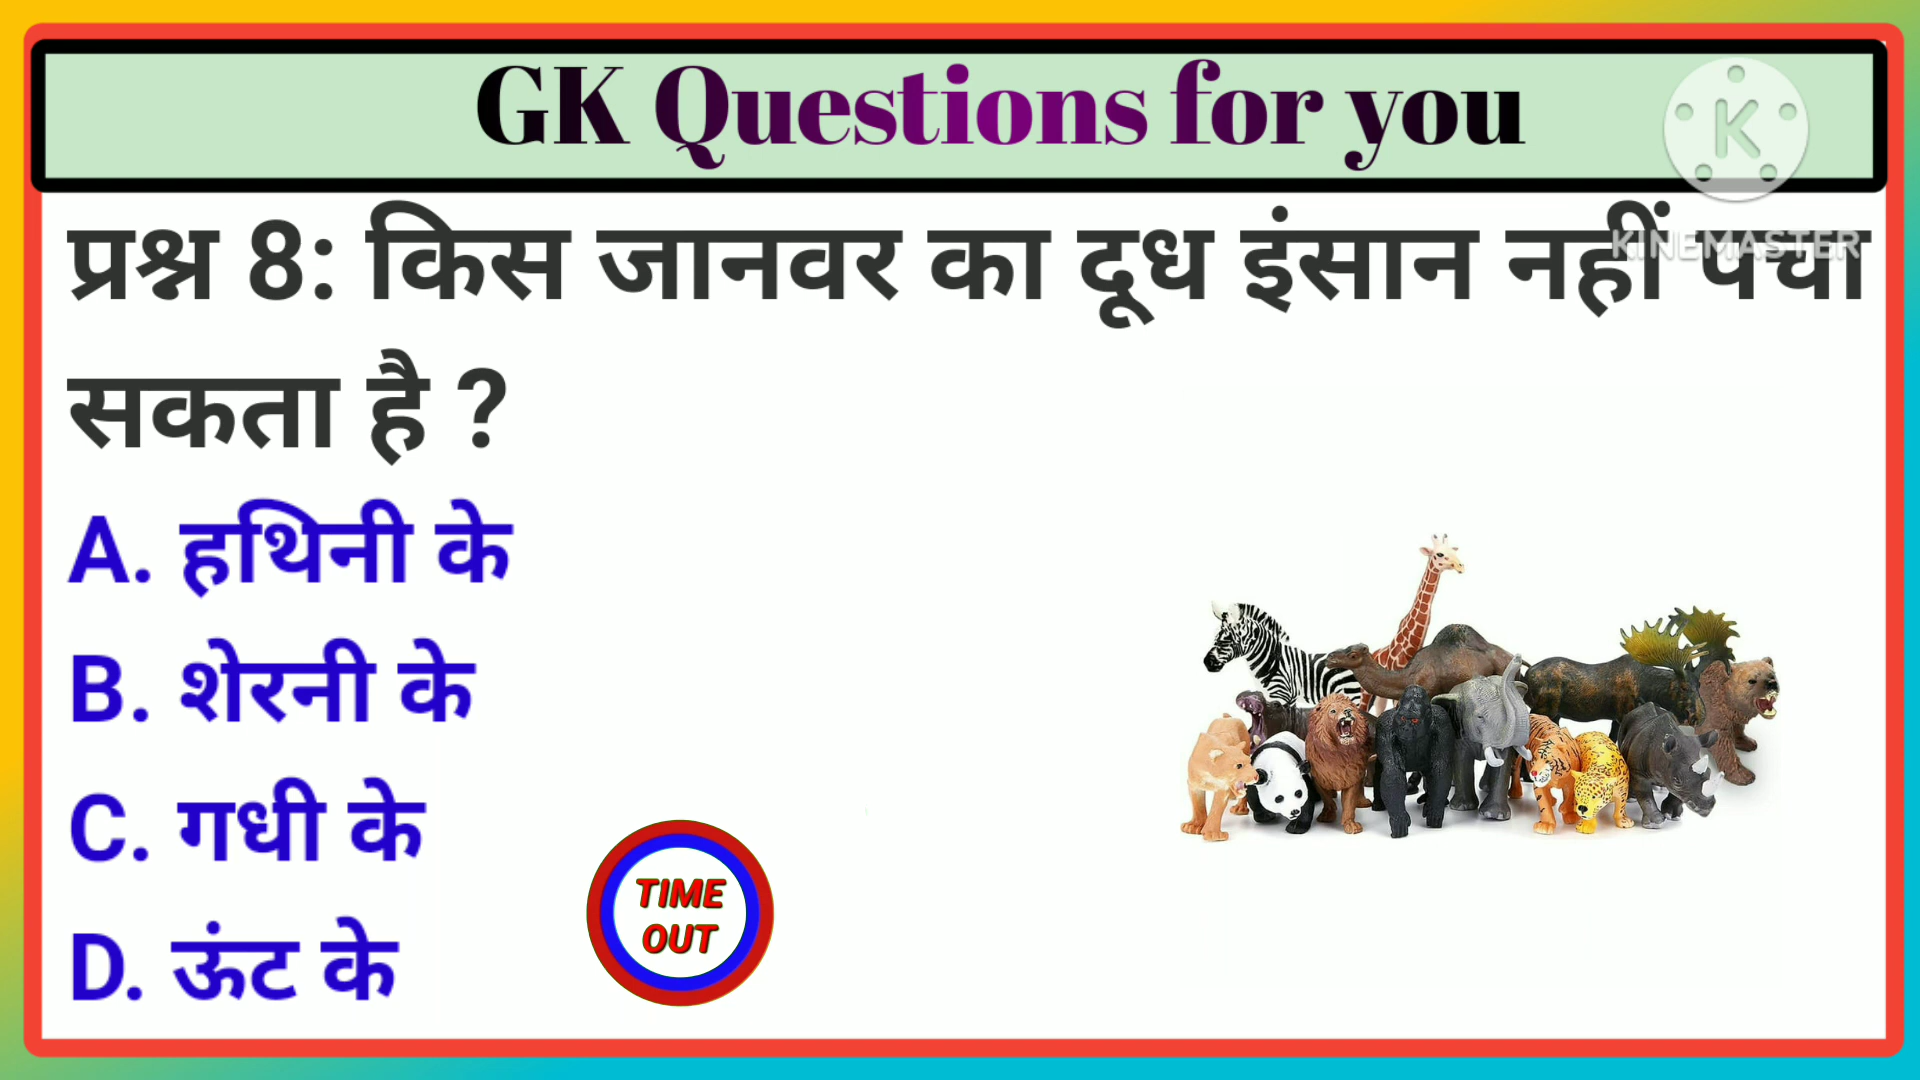 GK Questions for you
K
KINEMASTER
प्रश्न 8: किस जानवर का दूध इंसान नहीं पचा
सकता है ?
A. हथिनी के
B. शेरनी के
C. गधी के
D. ऊंट के
TIME
OUT